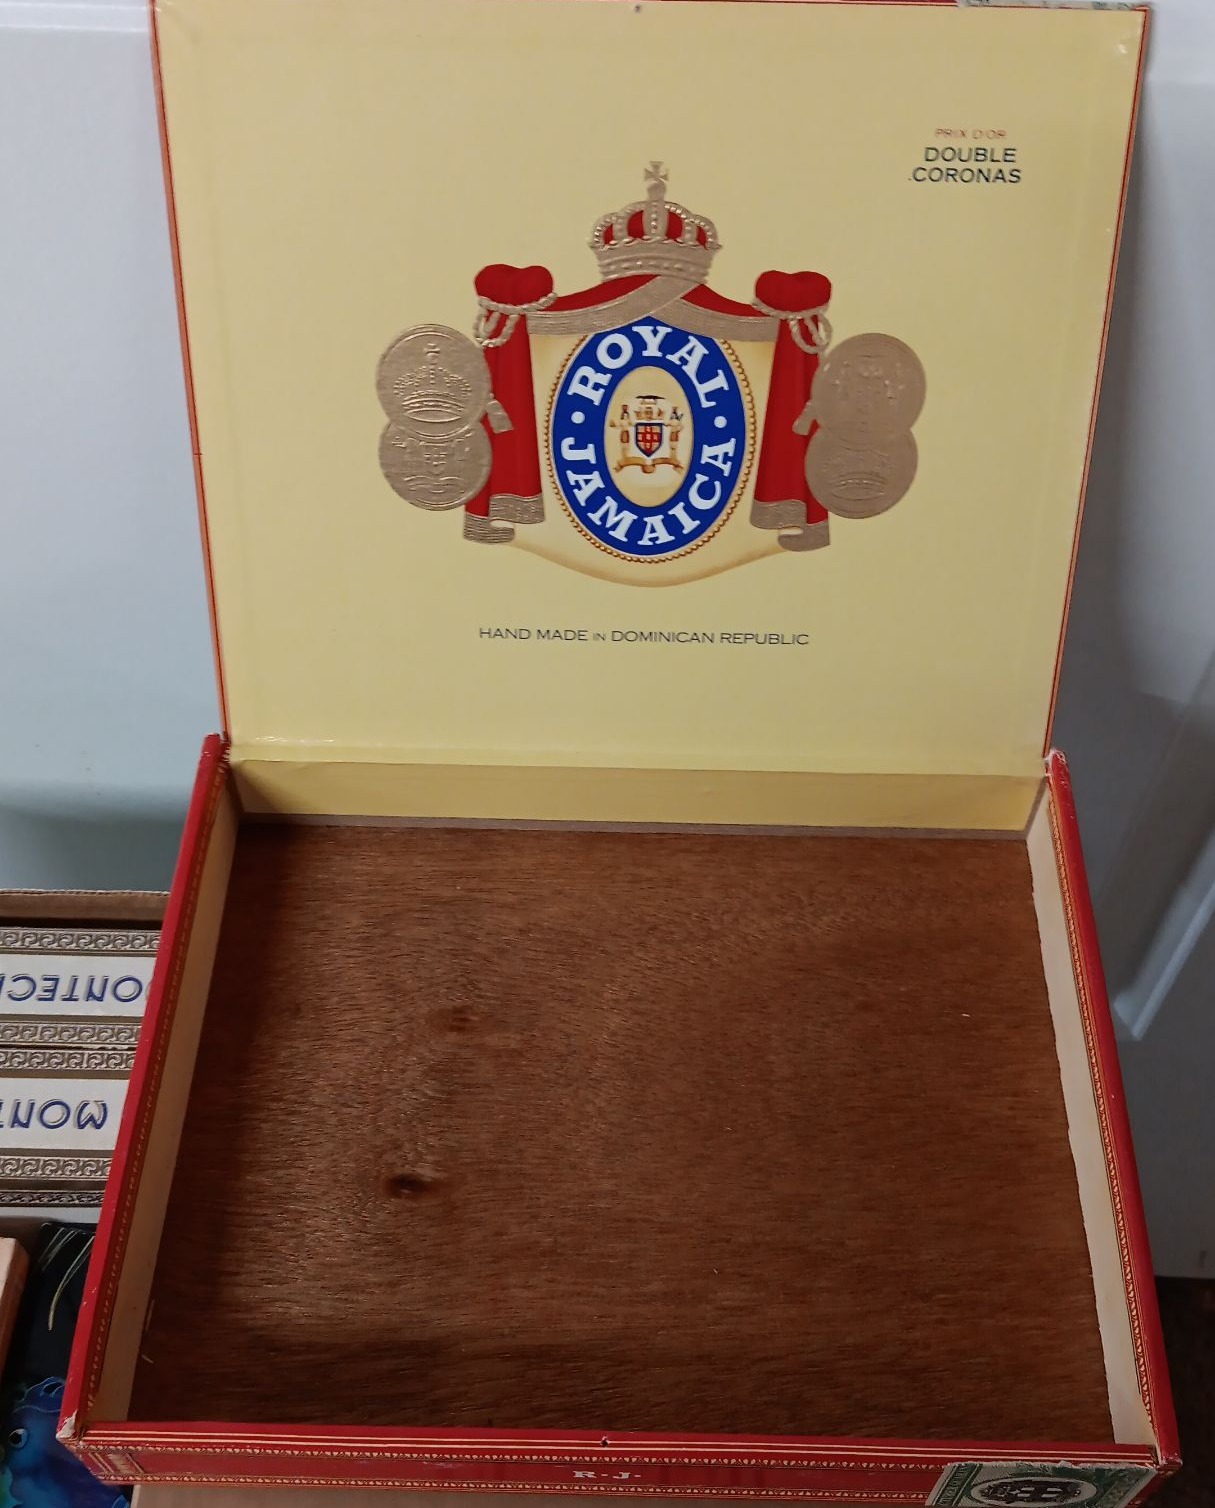 PRIX D'OR
DOUBLE
CORONAS
ROYAL
JAMAICA
HAND MADE IN DOMINICAN REPUBLIC
R·J·